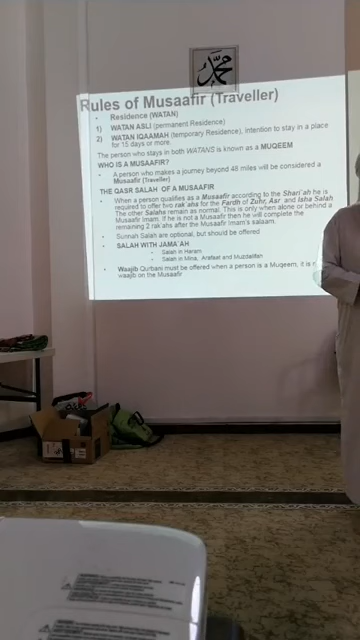 محمد
Rules of Musaafir (Traveller)
• Residence (WATAN)
1) WATAN ASLI (permanent Residence)
2) WATAN IQAAMAH (temporary Residence), intention to stay in a place
for 15 days or more.
The person who stays in both WATANS is known as a MUQEEM
WHO IS A MUSAAFIR?
• A person who makes a journey beyond 48 miles will be considered a
Musaafir (Traveller)
THE QASR SALAH OF A MUSAAFIR
• When a person qualifies as a Musaafir according to the Shari'ah he is
required to offer two rak'ahs for the Fardh of Zuhr, Asr and Isha Salah
The other Salahs remain as normal. This is only when alone or behind a
Musaafir Imam. If he is not a Musaafir then he will complete the
remaining 2 rak'ahs after the Musaafir Imam's salaam.
• Sunnah Salah are optional, but should be offered
• SALAH WITH JAMA'AH
- Salah in Haram
- Salah in Mina, Arafaat and Muzdalifah
• Waajib Qurbani must be offered when a person is a Muqeem, it is
waajib on the Musaafir